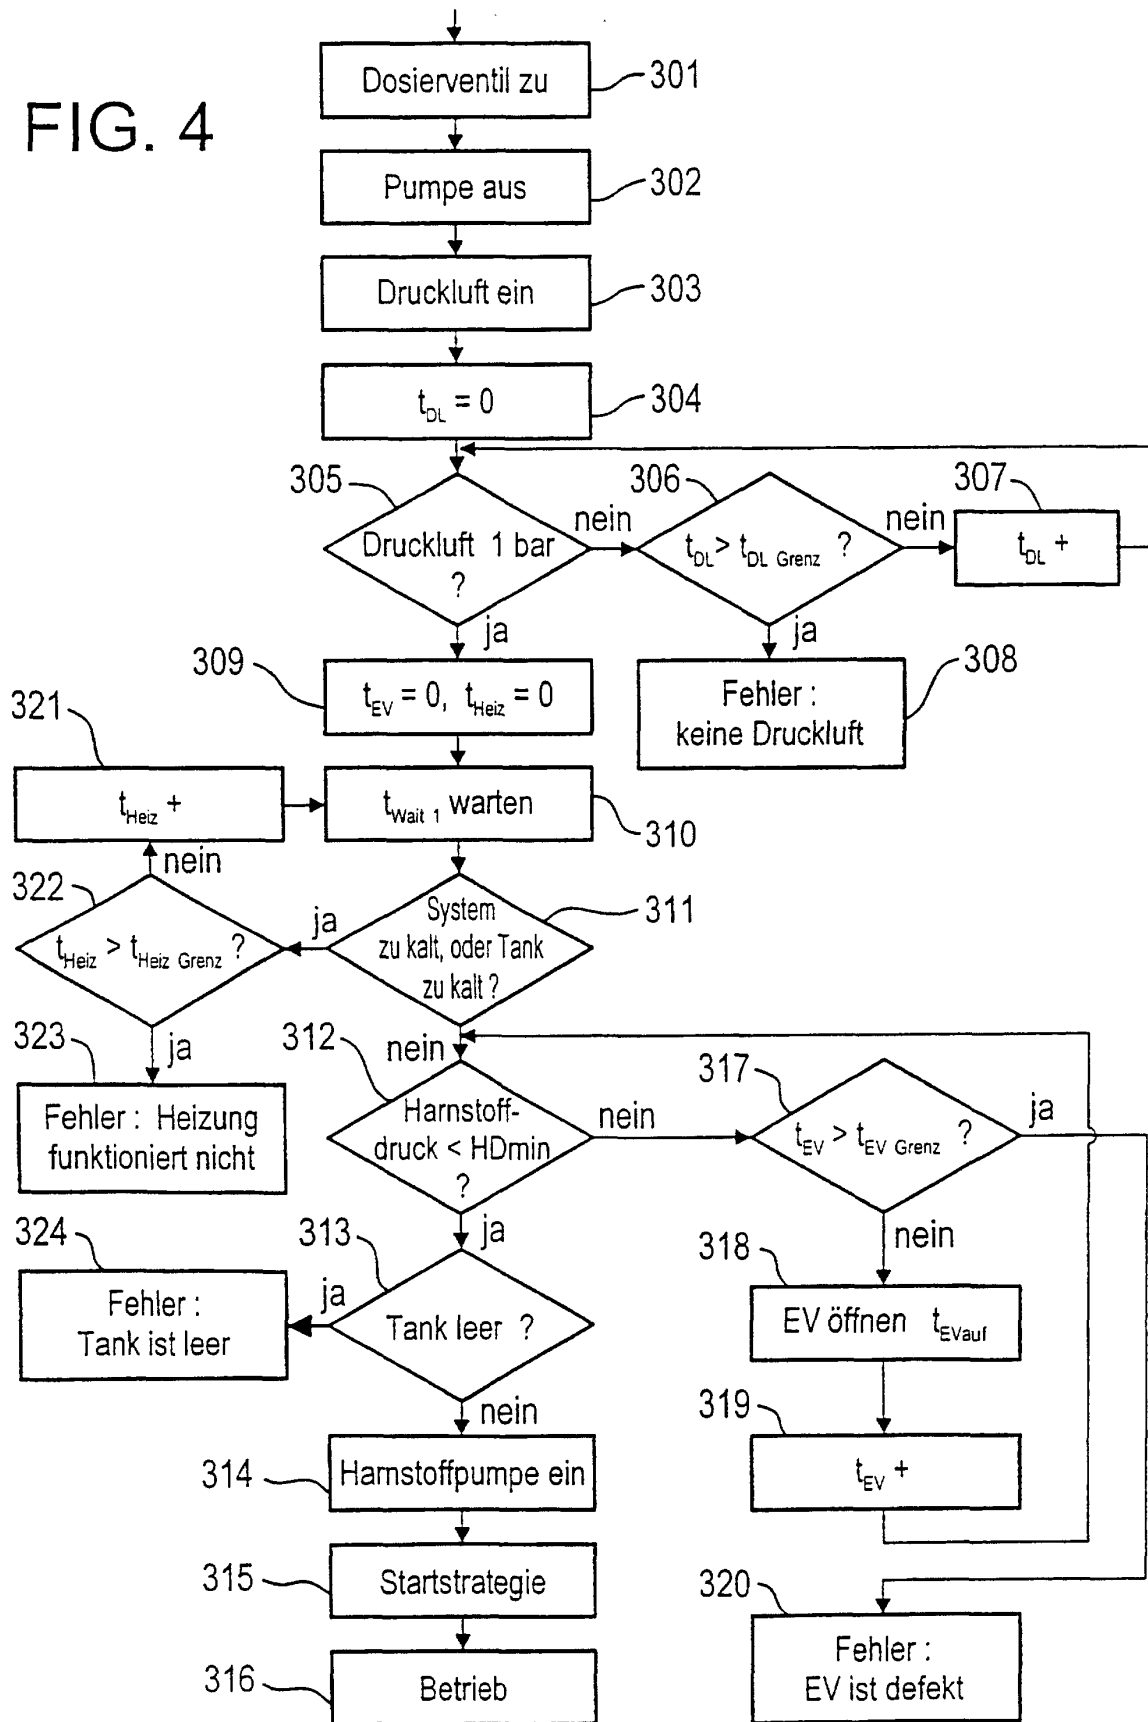 FIG. 4
Dosierventil zu
301
Pumpe aus
302
Druckluft ein
303
t_DL = 0
304
305
Druckluft 1 bar
?
nein
306
t_DL > t_DL Grenz ?
nein
307
t_DL +
ja
ja
308
Fehler :
keine Druckluft
309
t_EV = 0, t_Heiz = 0
321
t_Heiz +
t_Wait 1 warten
310
nein
322
t_Heiz > t_Heiz Grenz ?
ja
System
zu kalt, oder Tank
zu kalt ?
311
323
ja
Fehler : Heizung
funktioniert nicht
nein
312
Harnstoff-
druck < HDmin
?
nein
317
t_EV > t_EV Grenz ?
ja
ja
nein
324
Fehler :
Tank ist leer
ja
313
Tank leer ?
318
EV öffnen t_EVauf
nein
319
t_EV +
314
Harnstoffpumpe ein
315
Startstrategie
320
Fehler :
EV ist defekt
316
Betrieb